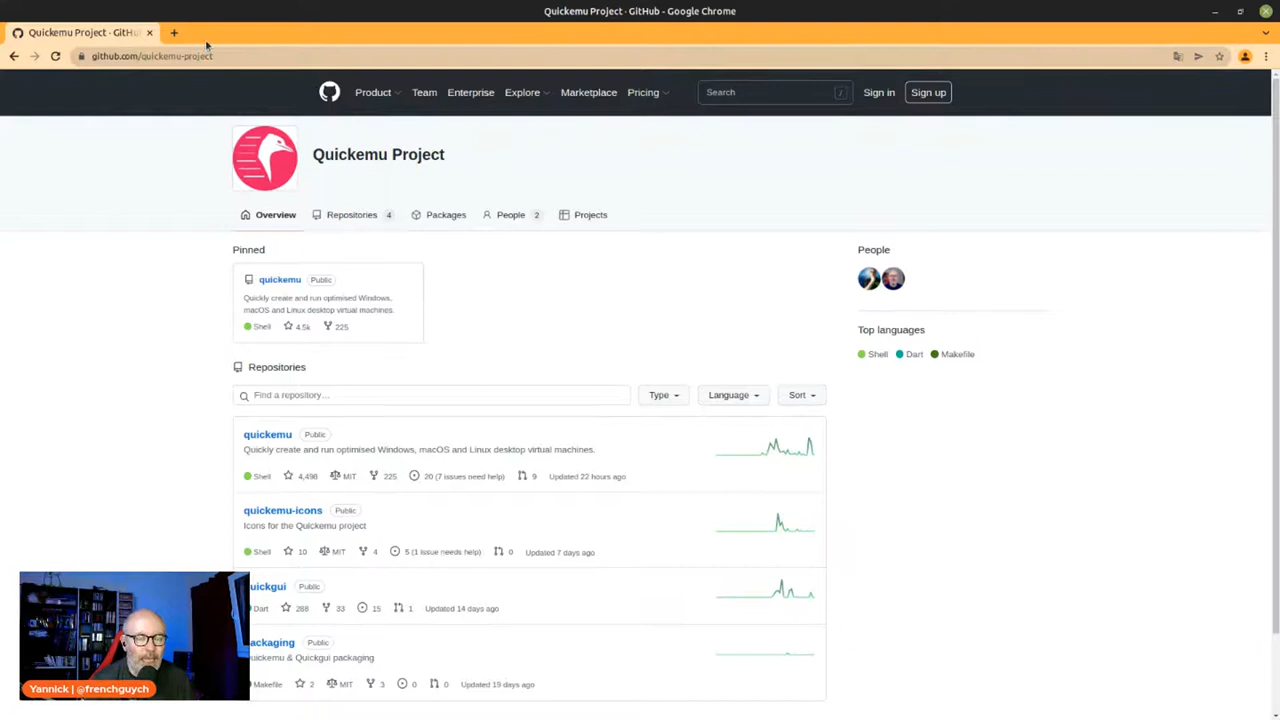 Quickemu Project · GitHub - Google Chrome
Quickemu Project · GitHu
github.com/quickemu-project
Product Team Enterprise Explore Marketplace Pricing Search / Sign in Sign up
Quickemu Project
Overview Repositories 4 Packages People 2 Projects
Pinned
quickemu Public
Quickly create and run optimised Windows,
macOS and Linux desktop virtual machines.
Shell 4.5k 225
People
Top languages
Shell Dart Makefile
Repositories
Find a repository… Type Language Sort
quickemu Public
Quickly create and run optimised Windows, macOS and Linux desktop virtual machines.
Shell 4,498 MIT 225 20 (7 issues need help) 9 Updated 22 hours ago
quickemu-icons Public
Icons for the Quickemu project
Shell 10 MIT 4 5 (1 issue needs help) 0 Updated 7 days ago
uickgui Public
Dart 288 33 15 1 Updated 14 days ago
ackaging Public
uickemu & Quickgui packaging
Makefile 2 MIT 3 0 0 Updated 19 days ago
Yannick | @frenchguych